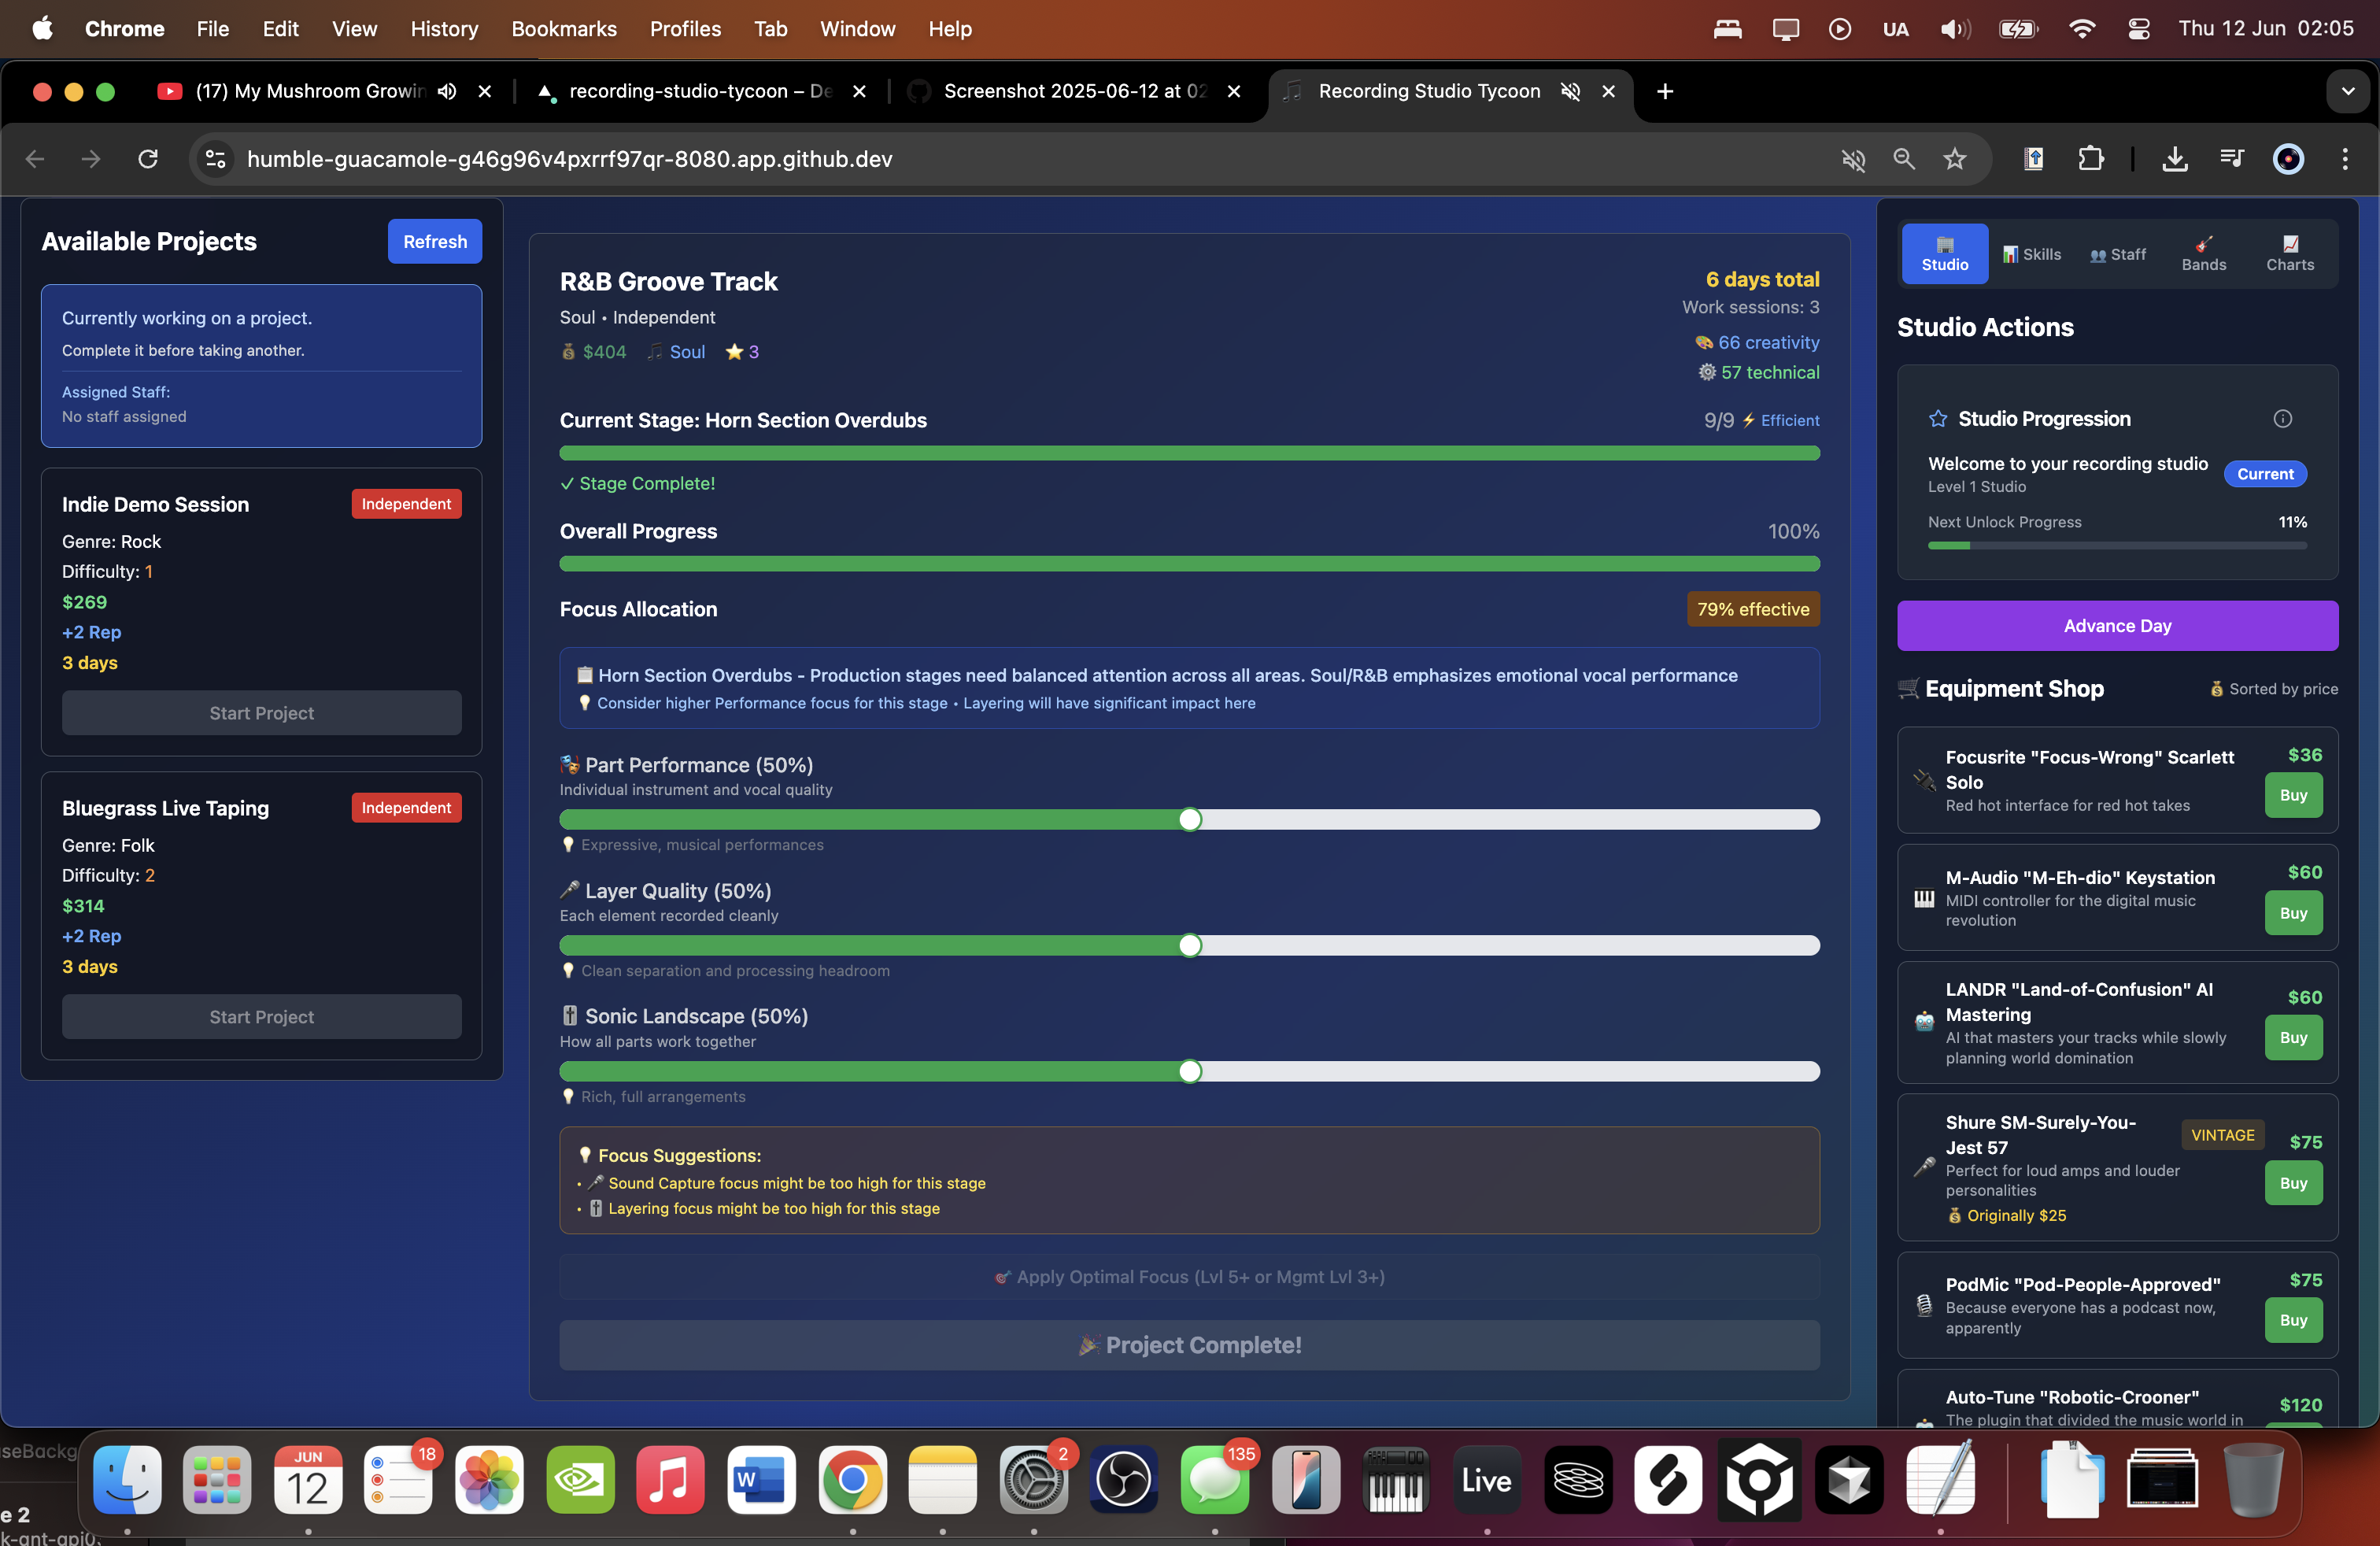 Chrome File Edit View History Bookmarks Profiles Tab Window Help
UA Thu 12 Jun 02:05
(17) My Mushroom Growin
recording-studio-tycoon – De
Screenshot 2025-06-12 at 02
Recording Studio Tycoon
humble-guacamole-g46g96v4pxrrf97qr-8080.app.github.dev
Available Projects
Refresh
Currently working on a project.
Complete it before taking another.
Assigned Staff:
No staff assigned
Indie Demo Session
Independent
Genre: Rock
Difficulty: 1
$269
+2 Rep
3 days
Start Project
Bluegrass Live Taping
Independent
Genre: Folk
Difficulty: 2
$314
+2 Rep
3 days
Start Project
R&B Groove Track
Soul • Independent
$404 Soul 3
6 days total
Work sessions: 3
66 creativity
57 technical
Current Stage: Horn Section Overdubs
9/9 ⚡ Efficient
✓ Stage Complete!
Overall Progress
100%
Focus Allocation
79% effective
Horn Section Overdubs - Production stages need balanced attention across all areas. Soul/R&B emphasizes emotional vocal performance
Consider higher Performance focus for this stage • Layering will have significant impact here
Part Performance (50%)
Individual instrument and vocal quality
Expressive, musical performances
Layer Quality (50%)
Each element recorded cleanly
Clean separation and processing headroom
Sonic Landscape (50%)
How all parts work together
Rich, full arrangements
Focus Suggestions:
• Sound Capture focus might be too high for this stage
• Layering focus might be too high for this stage
Apply Optimal Focus (Lvl 5+ or Mgmt Lvl 3+)
Project Complete!
Studio
Skills
Staff
Bands
Charts
Studio Actions
Studio Progression
Welcome to your recording studio
Level 1 Studio
Current
Next Unlock Progress
11%
Advance Day
Equipment Shop
Sorted by price
Focusrite "Focus-Wrong" Scarlett
Solo
Red hot interface for red hot takes
$36
Buy
M-Audio "M-Eh-dio" Keystation
MIDI controller for the digital music
revolution
$60
Buy
LANDR "Land-of-Confusion" AI
Mastering
AI that masters your tracks while slowly
planning world domination
$60
Buy
Shure SM-Surely-You-
Jest 57
VINTAGE
Perfect for loud amps and louder
personalities
Originally $25
$75
Buy
PodMic "Pod-People-Approved"
Because everyone has a podcast now,
apparently
$75
Buy
Auto-Tune "Robotic-Crooner"
The plugin that divided the music world in
$120
seBackg
e 2
JUN
12
18
2
135
Live